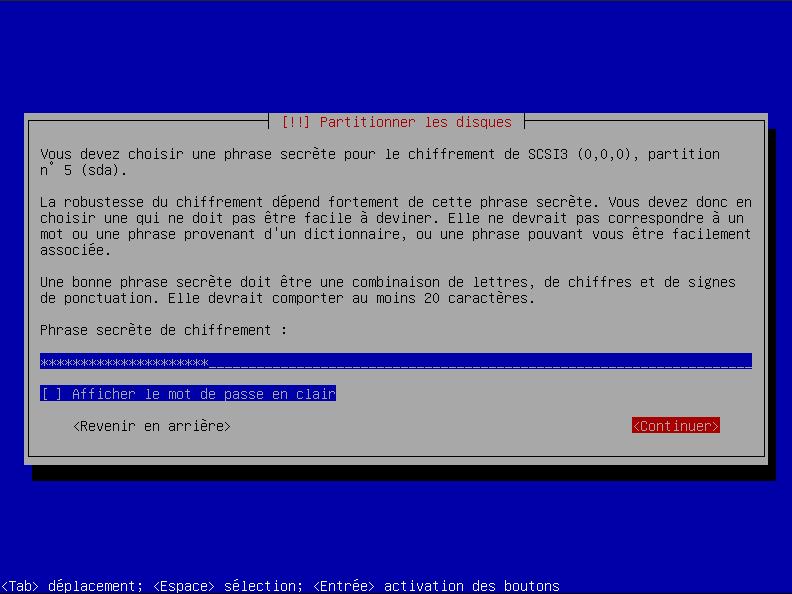 [!!] Partitionner les disques
Vous devez choisir une phrase secrète pour le chiffrement de SCSI3 (0,0,0), partition
n° 5 (sda).
La robustesse du chiffrement dépend fortement de cette phrase secrète. Vous devez donc en
choisir une qui ne doit pas être facile à deviner. Elle ne devrait pas correspondre à un
mot ou une phrase provenant d'un dictionnaire, ou une phrase pouvant vous être facilement
associée.
Une bonne phrase secrète doit être une combinaison de lettres, de chiffres et de signes
de ponctuation. Elle devrait comporter au moins 20 caractères.
Phrase secrète de chiffrement :
*********************____________________________________________________________________
[ ] Afficher le mot de passe en clair
<Revenir en arrière> <Continuer>
<Tab> déplacement; <Espace> sélection; <Entrée> activation des boutons